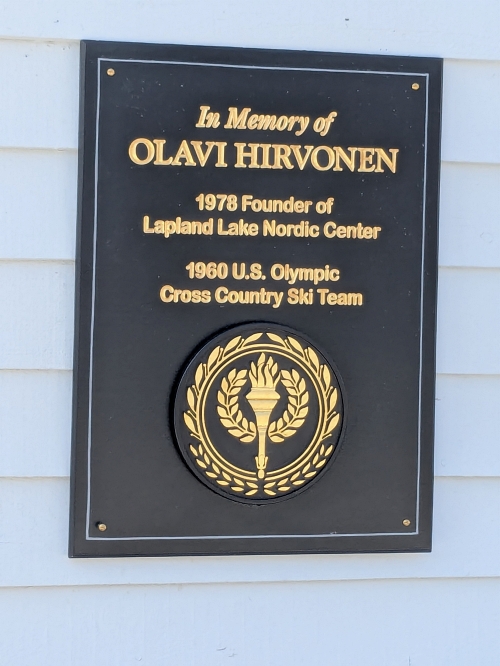 In Memory of
OLAVI HIRVONEN
1978 Founder of
Lapland Lake Nordic Center
1960 U.S. Olympic
Cross Country Ski Team